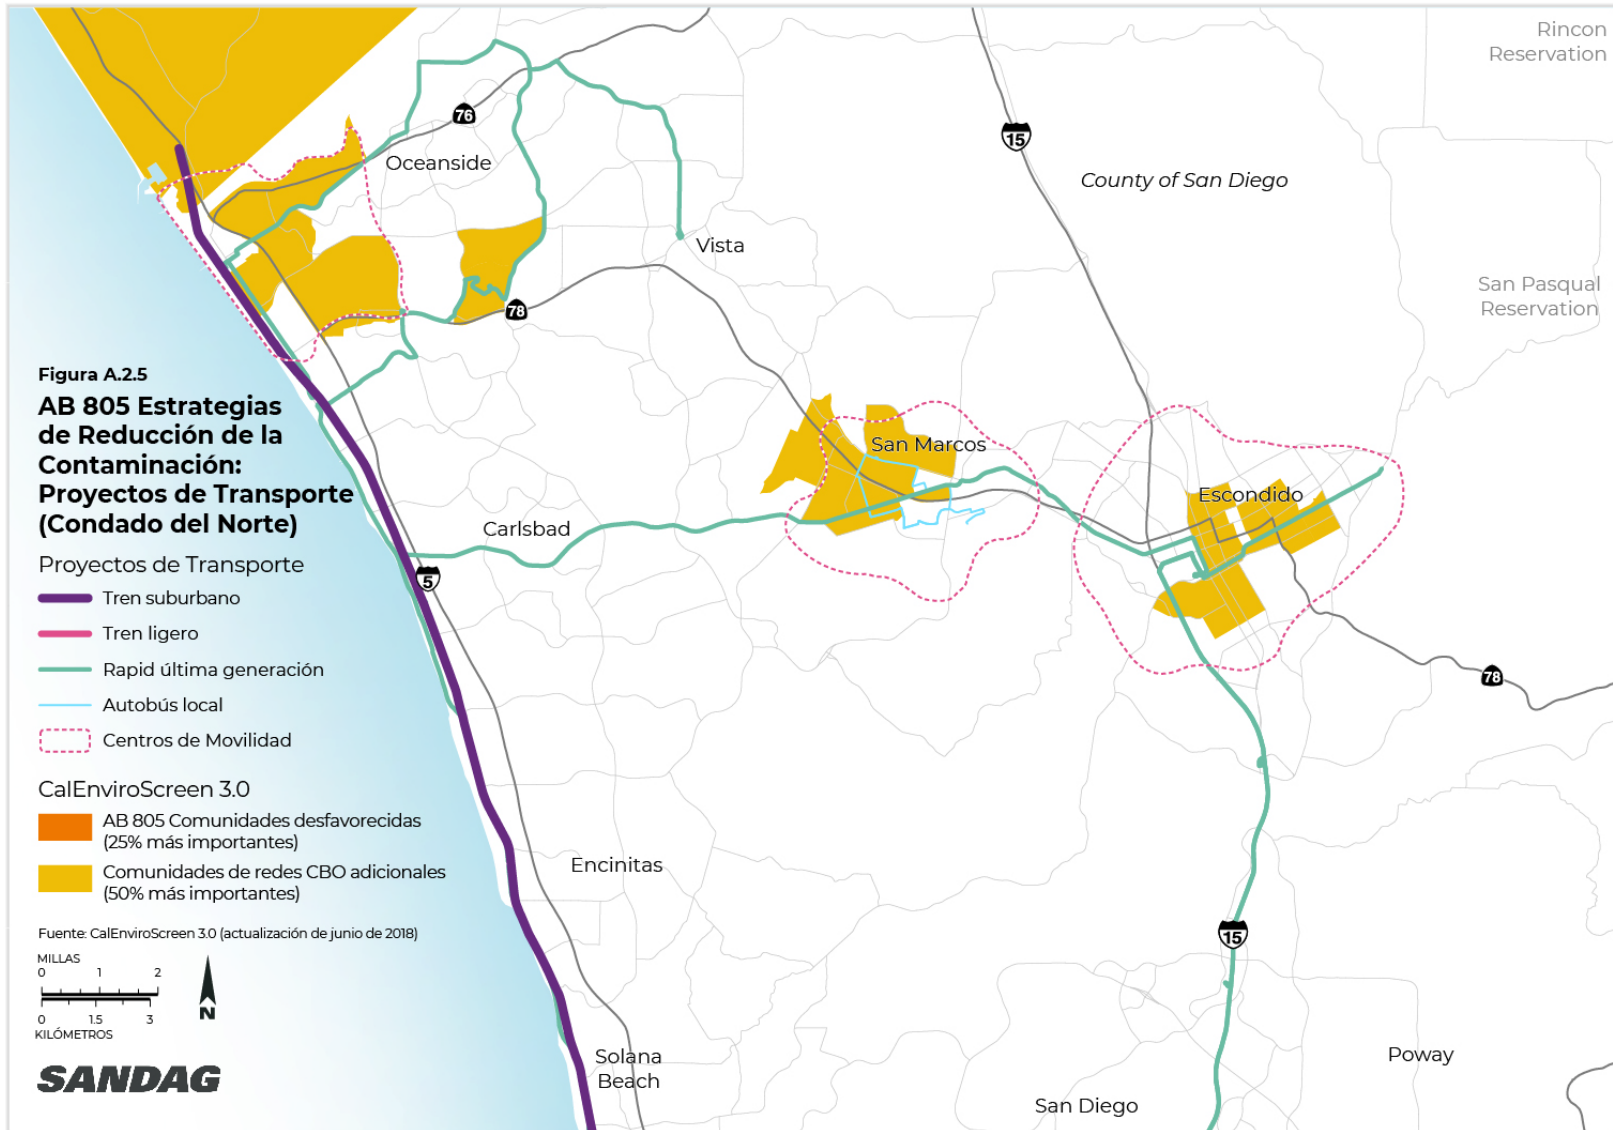 Rincon
Reservation
76
15
Oceanside
County of San Diego
Vista
San Pasqual
Reservation
78
Figura A.2.5
AB 805 Estrategias
de Reducción de la
Contaminación:
Proyectos de Transporte
(Condado del Norte)
San Marcos
Escondido
Carlsbad
5
78
Proyectos de Transporte
Tren suburbano
Tren ligero
Rapid última generación
Autobús local
Centros de Movilidad
CalEnviroScreen 3.0
AB 805 Comunidades desfavorecidas
(25% más importantes)
Comunidades de redes CBO adicionales
(50% más importantes)
Encinitas
Fuente: CalEnviroScreen 3.0 (actualización de junio de 2018)
15
MILLAS
0 1 2
0 1.5 3
KILÓMETROS
N
SANDAG
Solana
Beach
Poway
San Diego